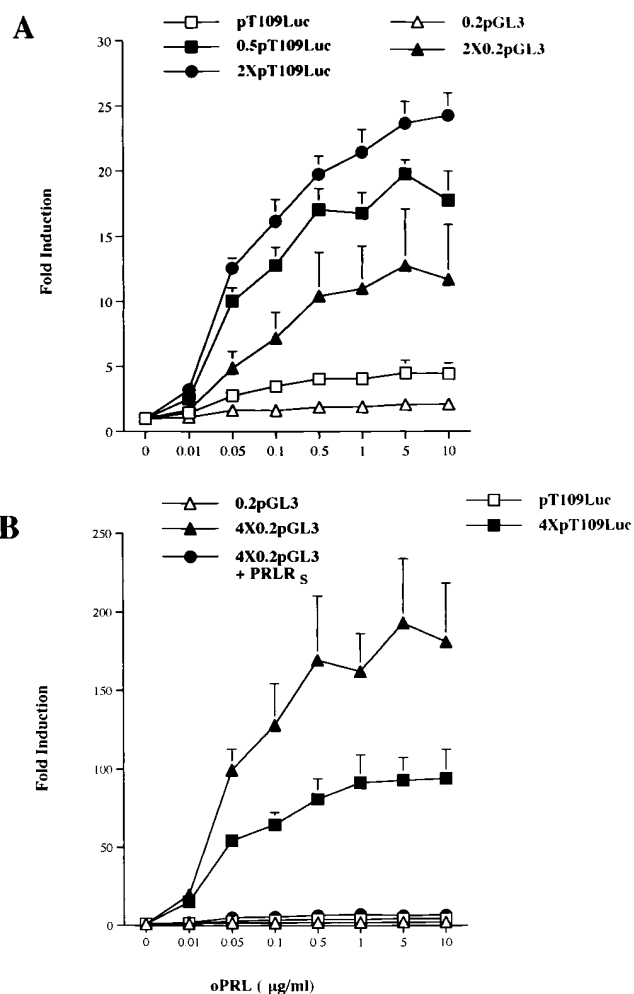 A
pT109Luc
0.5pT109Luc
2XpT109Luc
0.2pGL3
2X0.2pGL3
30
25
20
15
10
5
0
Fold Induction
0 0.01 0.05 0.1 0.5 1 5 10
B
0.2pGL3
4X0.2pGL3
4X0.2pGL3
+ PRLR S
pT109Luc
4XpT109Luc
250
200
150
100
50
0
Fold Induction
0 0.01 0.05 0.1 0.5 1 5 10
oPRL ( µg/ml)